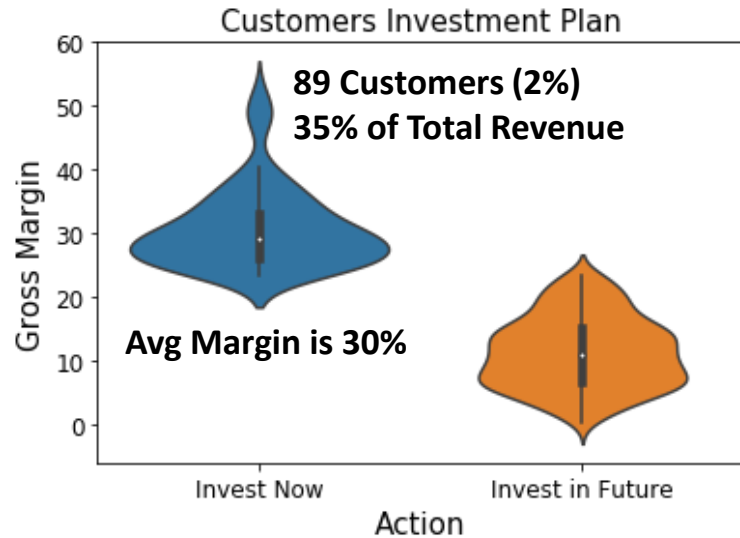 Customers Investment Plan
60
50
40
30
20
10
0
Gross Margin
89 Customers (2%)
35% of Total Revenue
Avg Margin is 30%
Invest Now
Invest in Future
Action